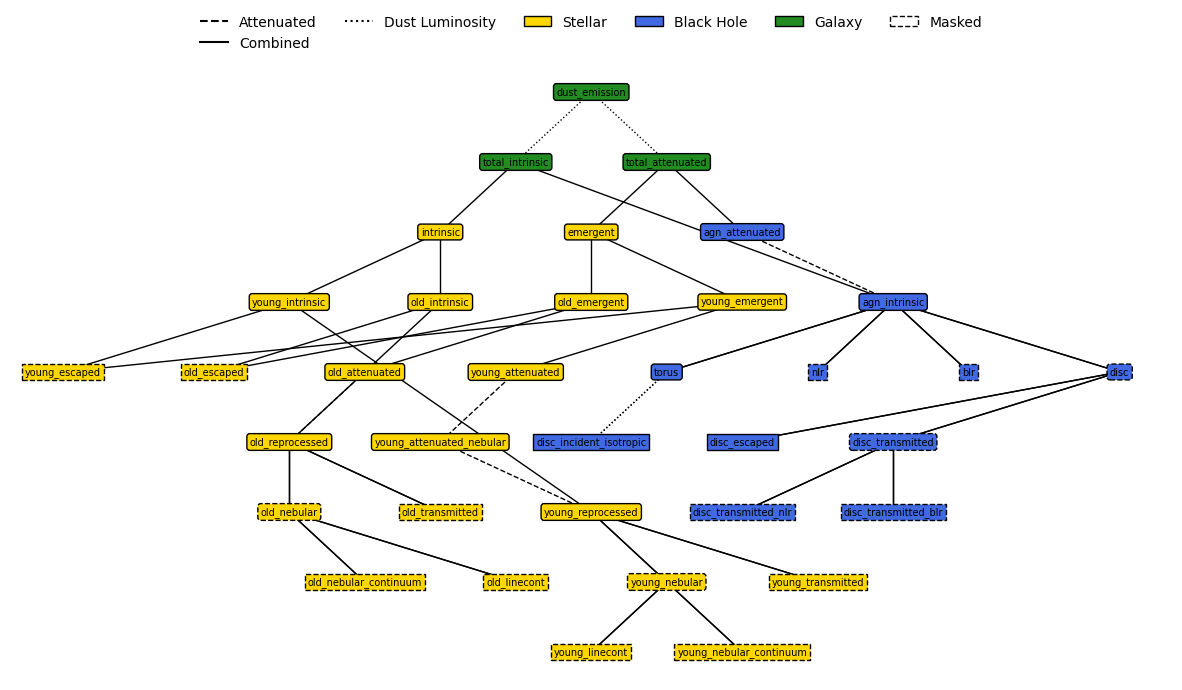 Attenuated Dust Luminosity Stellar Black Hole Galaxy Masked
Combined
dust_emission
total_intrinsic total_attenuated
intrinsic emergent agn_attenuated
young_intrinsic old_intrinsic old_emergent young_emergent agn_intrinsic
young_escaped old_escaped old_attenuated young_attenuated torus nlr blr disc
old_reprocessed young_attenuated_nebular disc_incident_isotropic disc_escaped disc_transmitted
old_nebular old_transmitted young_reprocessed disc_transmitted_nlr disc_transmitted_blr
old_nebular_continuum old_linecont young_nebular young_transmitted
young_linecont young_nebular_continuum